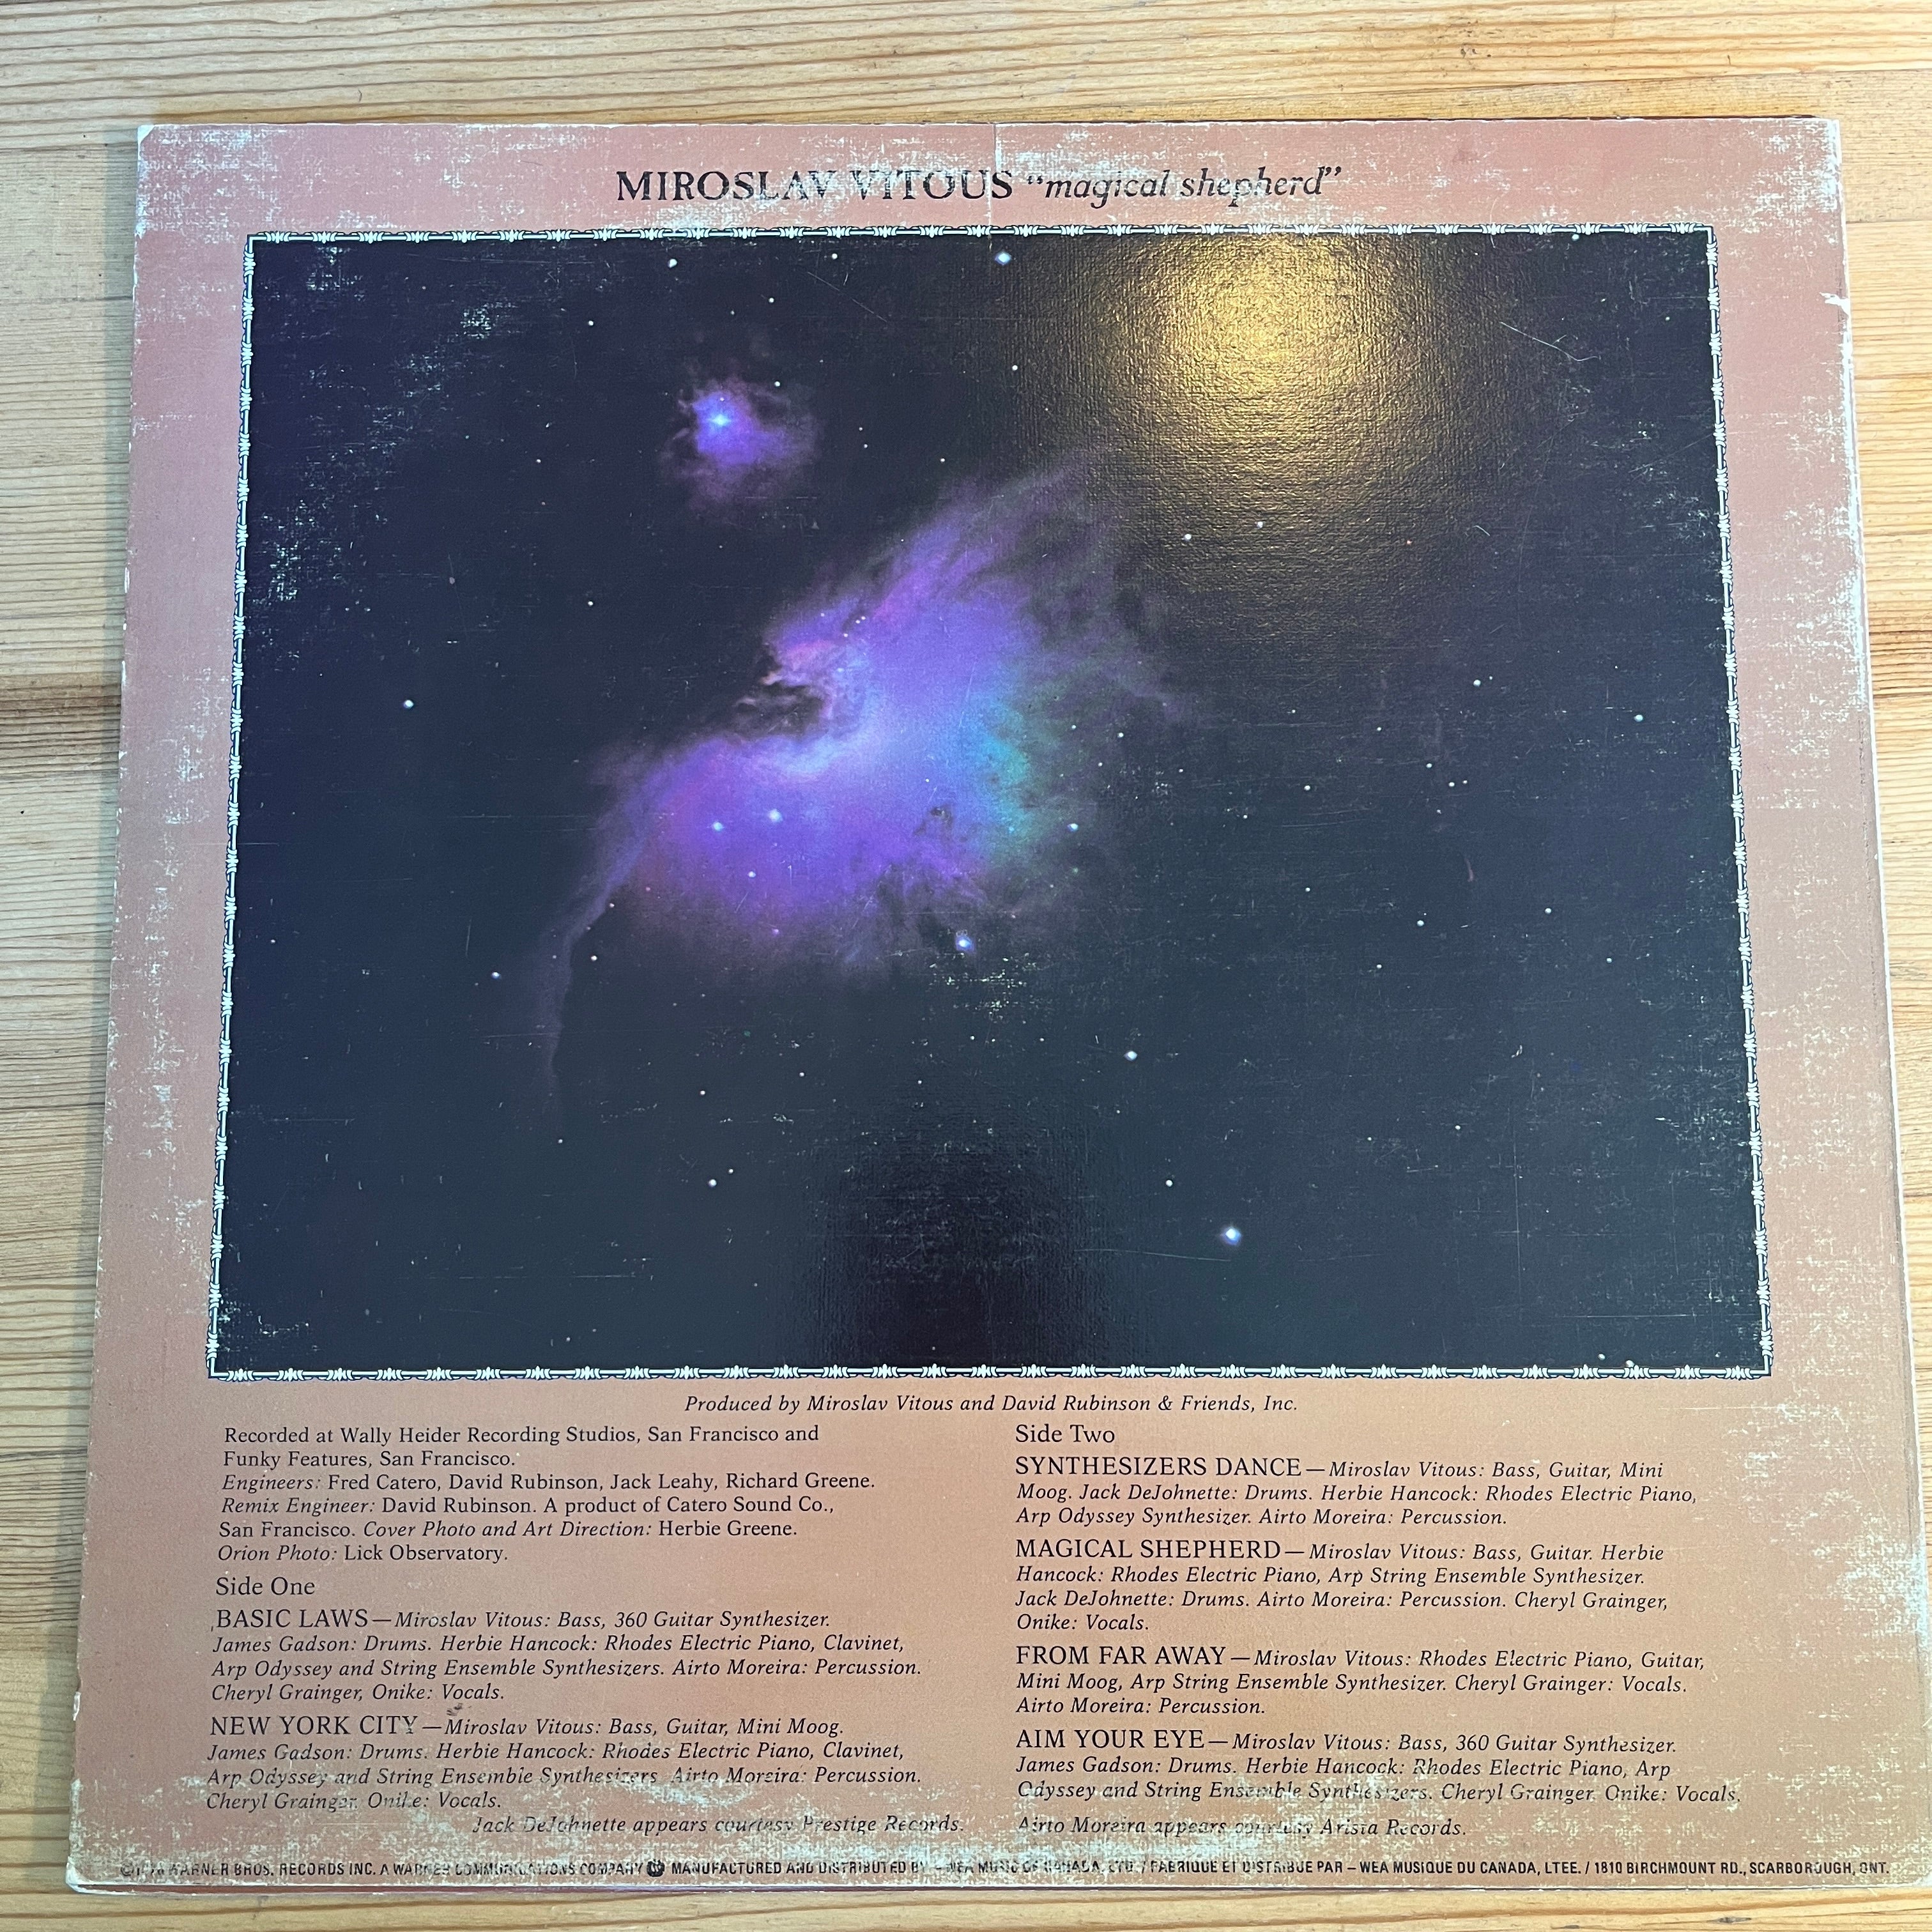 MIROSLAV VITOUS “magical shepherd”
Produced by Miroslav Vitous and David Rubinson & Friends, Inc.
Recorded at Wally Heider Recording Studios, San Francisco and
Funky Features, San Francisco.
Engineers: Fred Catero, David Rubinson, Jack Leahy, Richard Greene.
Remix Engineer: David Rubinson. A product of Catero Sound Co.,
San Francisco. Cover Photo and Art Direction: Herbie Greene.
Orion Photo: Lick Observatory.
Side One
BASIC LAWS—Miroslav Vitous: Bass, 360 Guitar Synthesizer.
James Gadson: Drums. Herbie Hancock: Rhodes Electric Piano, Clavinet,
Arp Odyssey and String Ensemble Synthesizers. Airto Moreira: Percussion.
Cheryl Grainger, Onike: Vocals.
NEW YORK CITY—Miroslav Vitous: Bass, Guitar, Mini Moog.
James Gadson: Drums. Herbie Hancock: Rhodes Electric Piano, Clavinet,
Arp Odyssey and String Ensemble Synthesizers Airto Moreira: Percussion.
Cheryl Grainger. Onike: Vocals.
Jack DeJohnette appears courtesy Prestige Records.
Side Two
SYNTHESIZERS DANCE—Miroslav Vitous: Bass, Guitar, Mini
Moog. Jack DeJohnette: Drums. Herbie Hancock: Rhodes Electric Piano,
Arp Odyssey Synthesizer. Airto Moreira: Percussion.
MAGICAL SHEPHERD—Miroslav Vitous: Bass, Guitar. Herbie
Hancock: Rhodes Electric Piano, Arp String Ensemble Synthesizer.
Jack DeJohnette: Drums. Airto Moreira: Percussion. Cheryl Grainger,
Onike: Vocals.
FROM FAR AWAY—Miroslav Vitous: Rhodes Electric Piano, Guitar,
Mini Moog, Arp String Ensemble Synthesizer. Cheryl Grainger: Vocals.
Airto Moreira: Percussion.
AIM YOUR EYE—Miroslav Vitous: Bass, 360 Guitar Synthesizer.
James Gadson: Drums. Herbie Hancock: Rhodes Electric Piano, Arp
Odyssey and String Ensemble Synthesizers. Cheryl Grainger. Onike: Vocals.
Airto Moreira appears courtesy Arista Records.
WARNER BROS. RECORDS INC. A WARNER COMMUNICATIONS COMPANY MANUFACTURED AND DISTRIBUTED BY – WEA MUSIC OF CANADA, LTD. / FABRIQUE ET DISTRIBUE PAR – WEA MUSIQUE DU CANADA, LTEE. / 1810 BIRCHMOUNT RD., SCARBOROUGH, ONT.